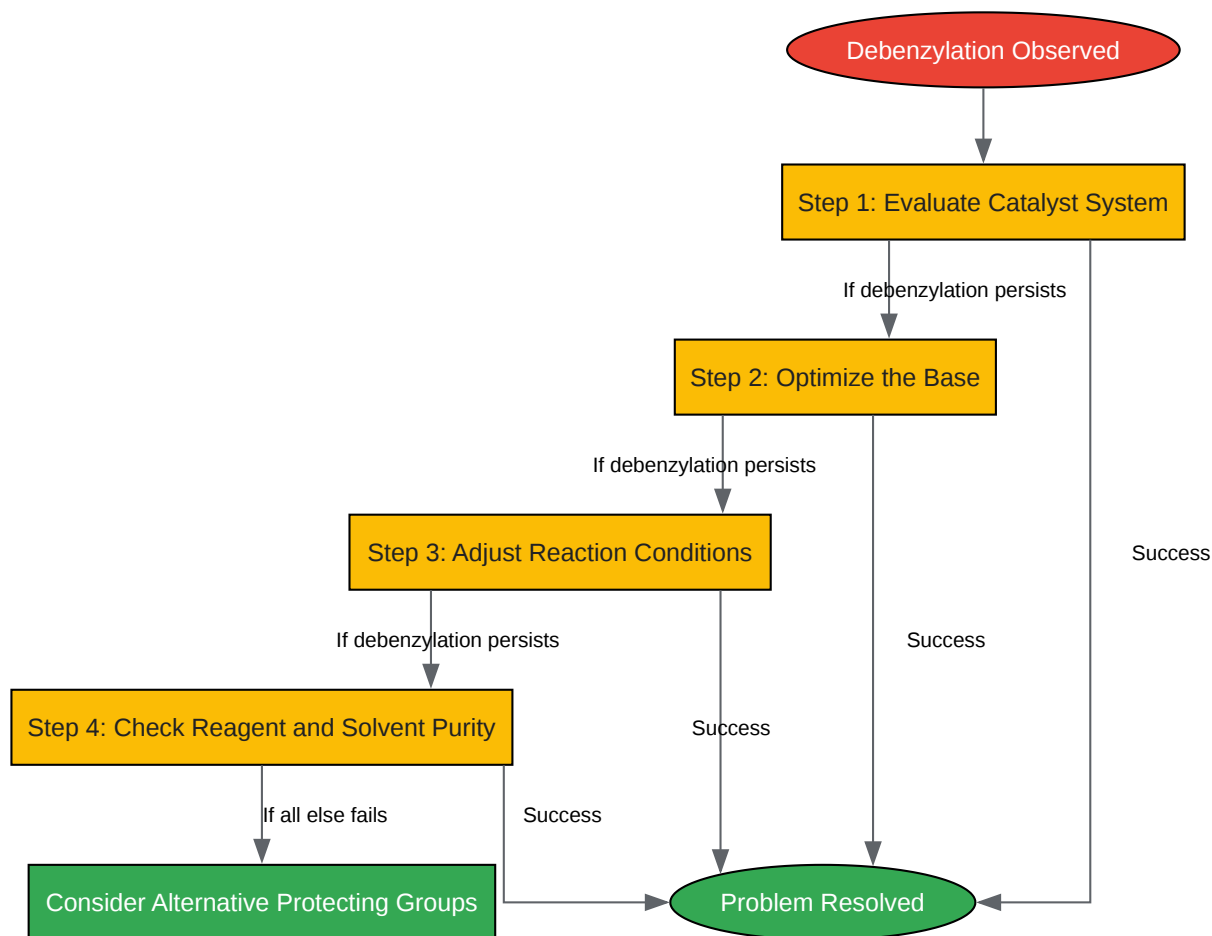 Debenzylation Observed
Step 1: Evaluate Catalyst System
If debenzylation persists
Step 2: Optimize the Base
If debenzylation persists
Step 3: Adjust Reaction Conditions
Success
If debenzylation persists
Success
Step 4: Check Reagent and Solvent Purity
Success
If all else fails
Success
Consider Alternative Protecting Groups
Problem Resolved